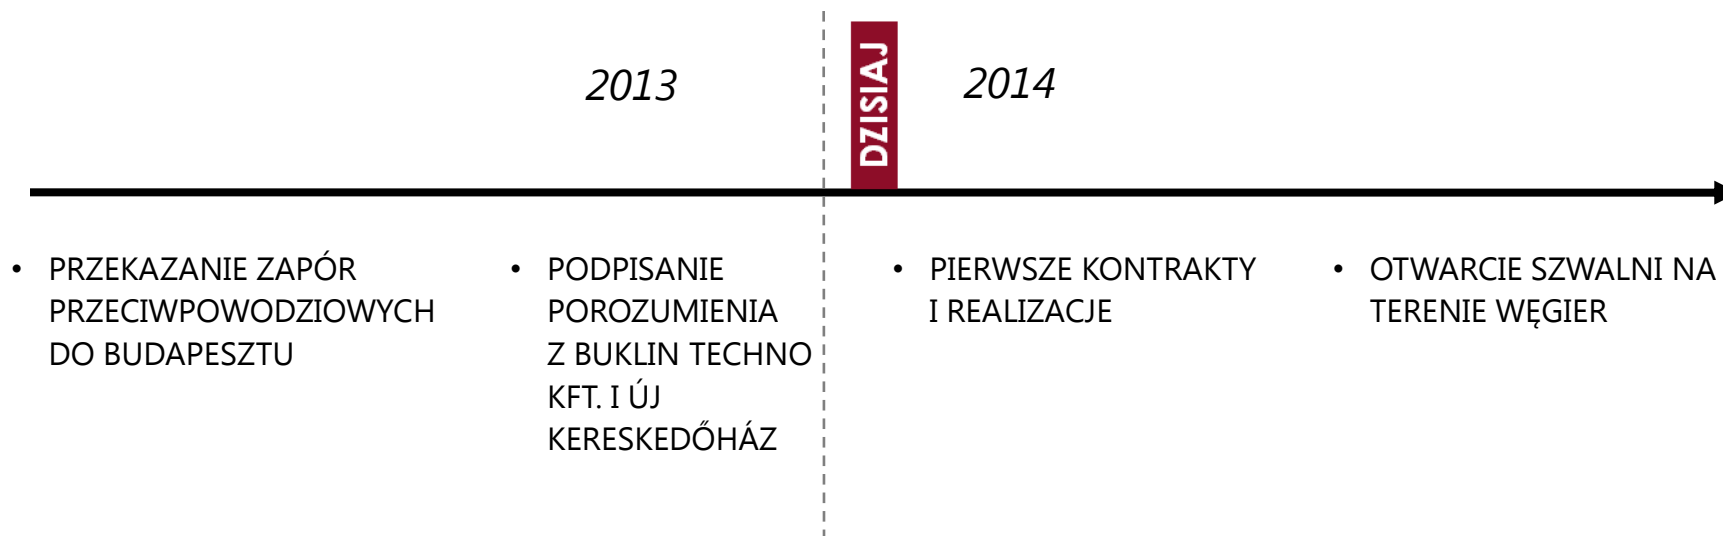 2013
DZISIAJ
2014
• PRZEKAZANIE ZAPÓR
PRZECIWPOWODZIOWYCH
DO BUDAPESZTU
• PODPISANIE
POROZUMIENIA
Z BUKLIN TECHNO
KFT. I ÚJ
KERESKEDŐHÁZ
• PIERWSZE KONTRAKTY
I REALIZACJE
• OTWARCIE SZWALNI NA
TERENIE WĘGIER